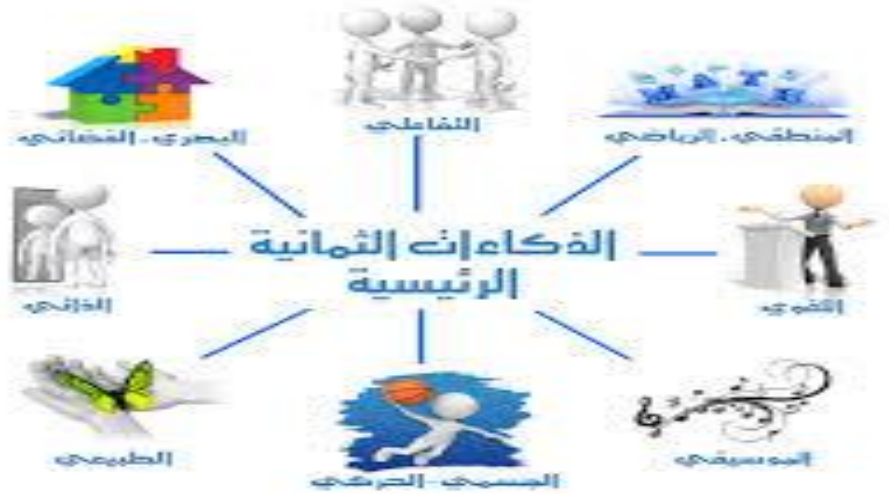 التفاعلي
المنطقي - الرياضي
البصري - الفضائي
الذكاءات الثمانية
الرئيسية
اللغوي
الذاتي
الموسيقي
الطبيعي
الجسمي - الحركي